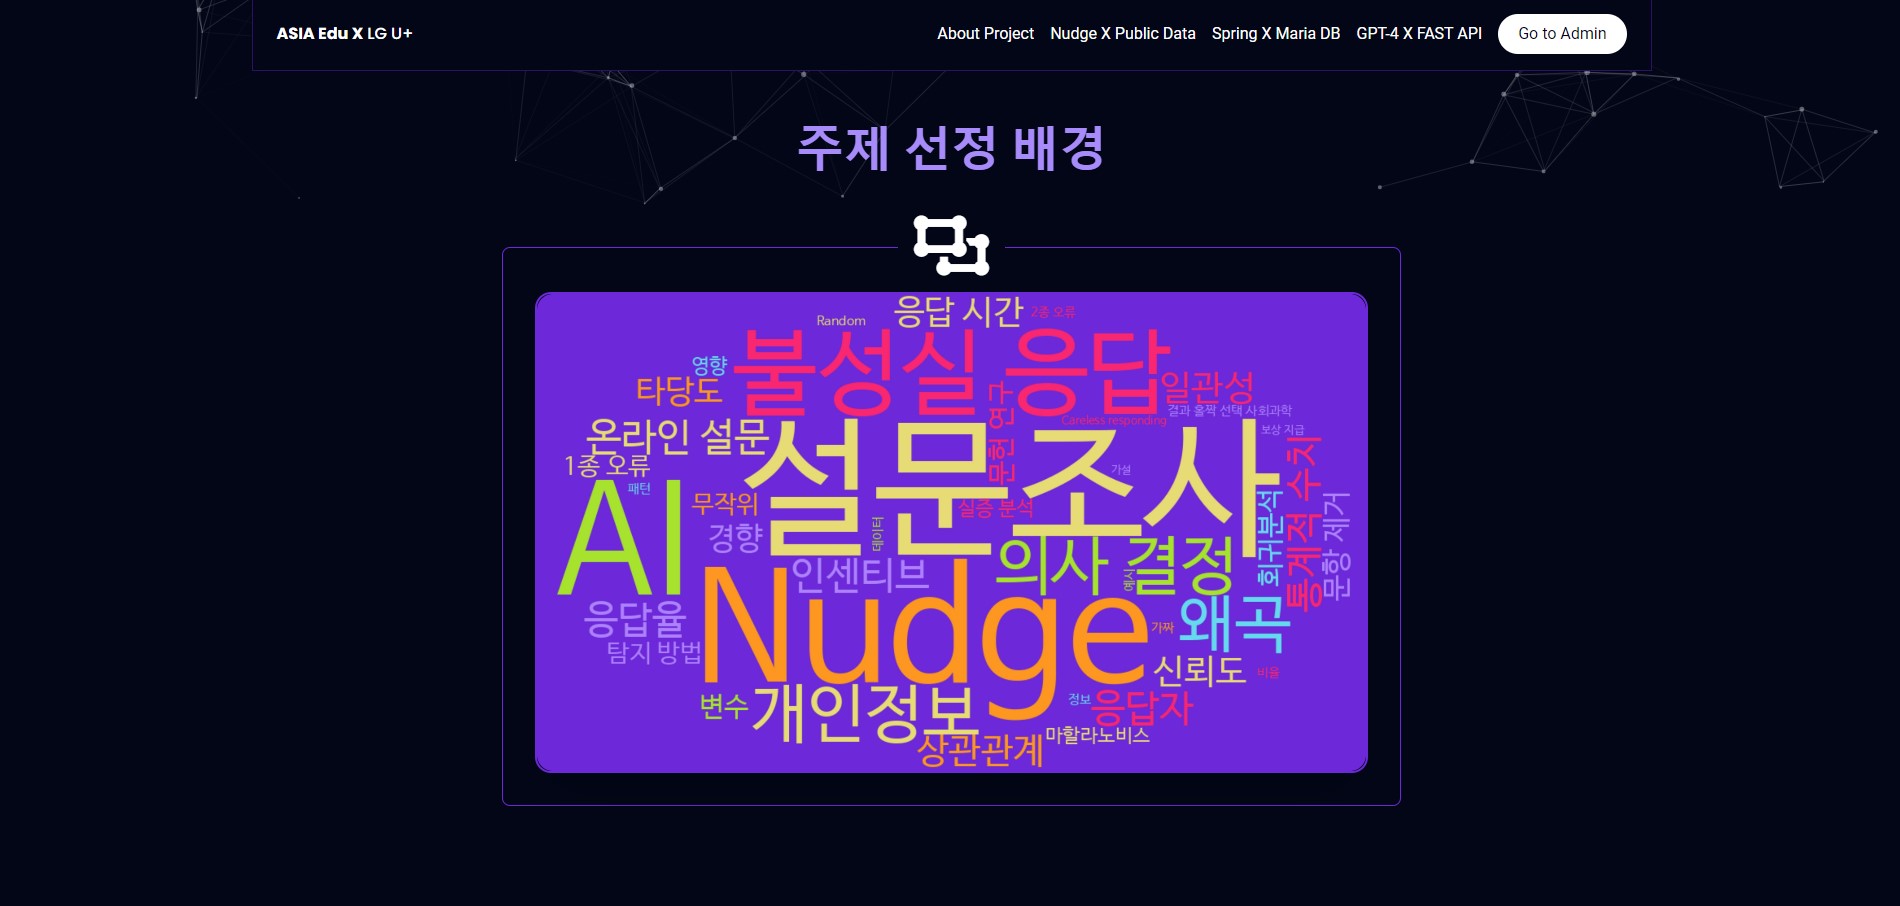 ASIA Edu X LG U+
About Project
Nudge X Public Data
Spring X Maria DB
GPT-4 X FAST API
Go to Admin
주제 선정 배경
응답 시간
2종 오류
Random
불성실 응답
영향
타당도
일관성
문헌 연구
결과 올짝 선택 사회과학
Careless responding
보상 지급
온라인 설문
설문조사
1종 오류
가설
통계적 수치
AI
패턴
무작위
실증 분석
회귀분석
문항 제거
경향
데이터
의사 결정
예시
인센티브
Nudge
응답율
왜곡
가짜
탐지 방법
신뢰도
비율
변수
개인정보
정보
응답자
상관관계
마할라노비스